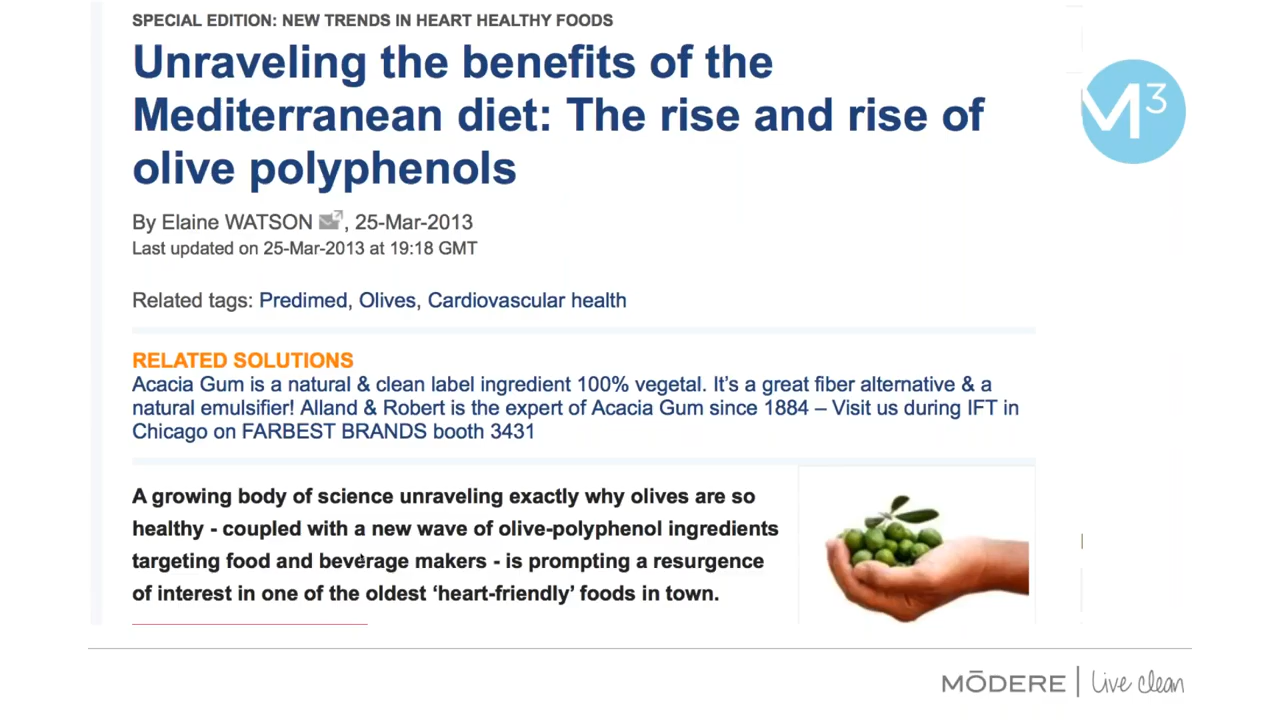 SPECIAL EDITION: NEW TRENDS IN HEART HEALTHY FOODS
Unraveling the benefits of the
Mediterranean diet: The rise and rise of
olive polyphenols
M3
By Elaine WATSON, 25-Mar-2013
Last updated on 25-Mar-2013 at 19:18 GMT
Related tags: Predimed, Olives, Cardiovascular health
RELATED SOLUTIONS
Acacia Gum is a natural & clean label ingredient 100% vegetal. It’s a great fiber alternative & a
natural emulsifier! Alland & Robert is the expert of Acacia Gum since 1884 – Visit us during IFT in
Chicago on FARBEST BRANDS booth 3431
A growing body of science unraveling exactly why olives are so
healthy - coupled with a new wave of olive-polyphenol ingredients
targeting food and beverage makers - is prompting a resurgence
of interest in one of the oldest ‘heart-friendly’ foods in town.
MŌDERE | Live clean